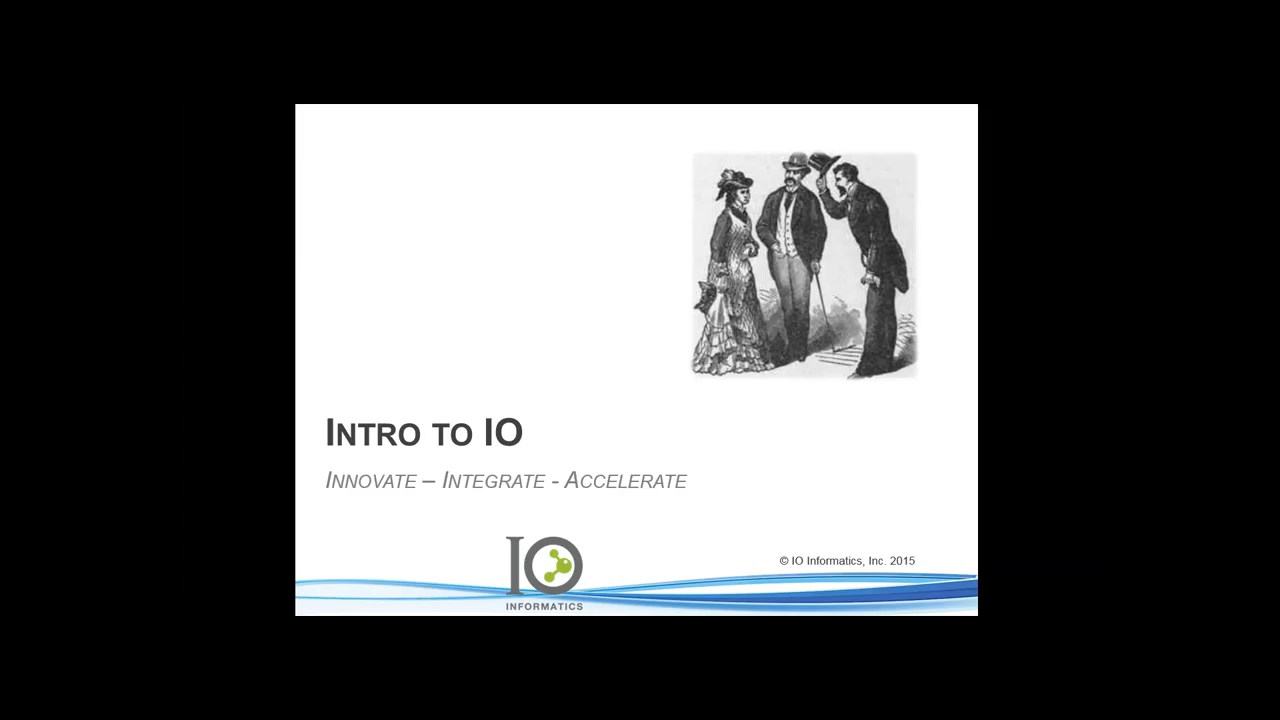 INTRO TO IO
INNOVATE – INTEGRATE - ACCELERATE
IO
INFORMATICS
© IO Informatics, Inc. 2015